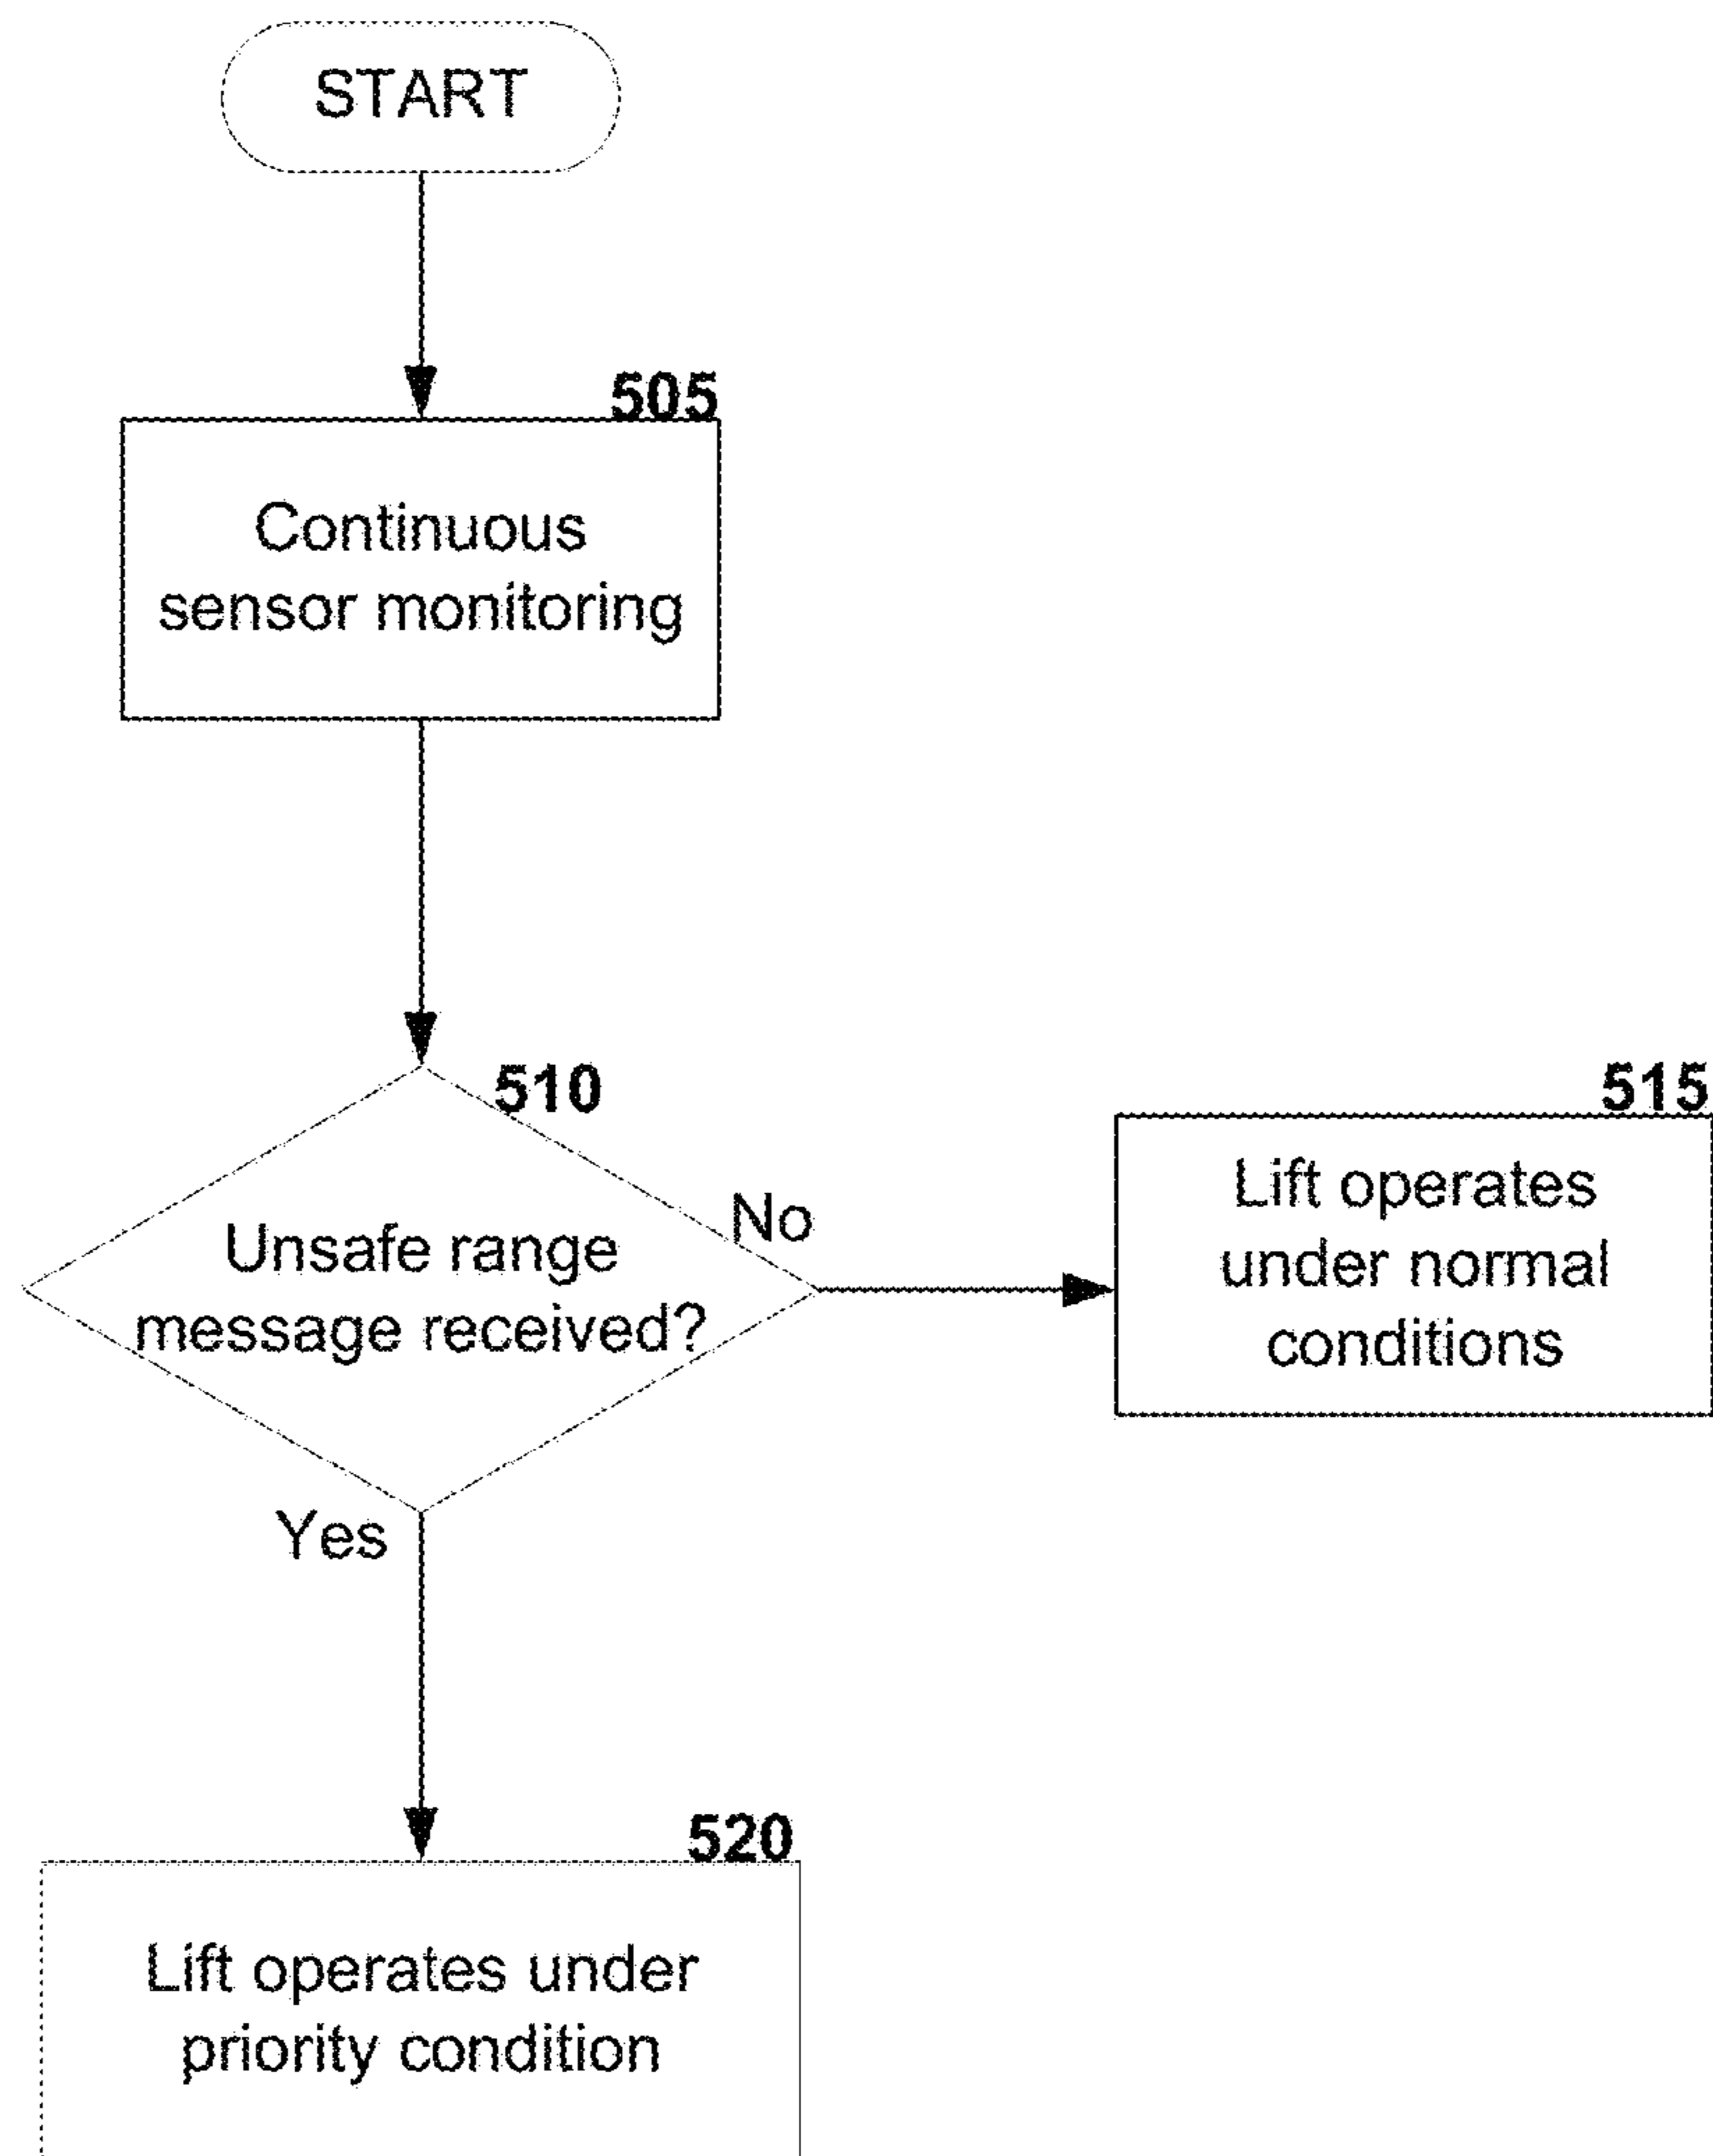 START
505
Continuous
sensor monitoring
510
Unsafe range
message received?
No
515
Lift operates
under normal
conditions
Yes
520
Lift operates under
priority condition